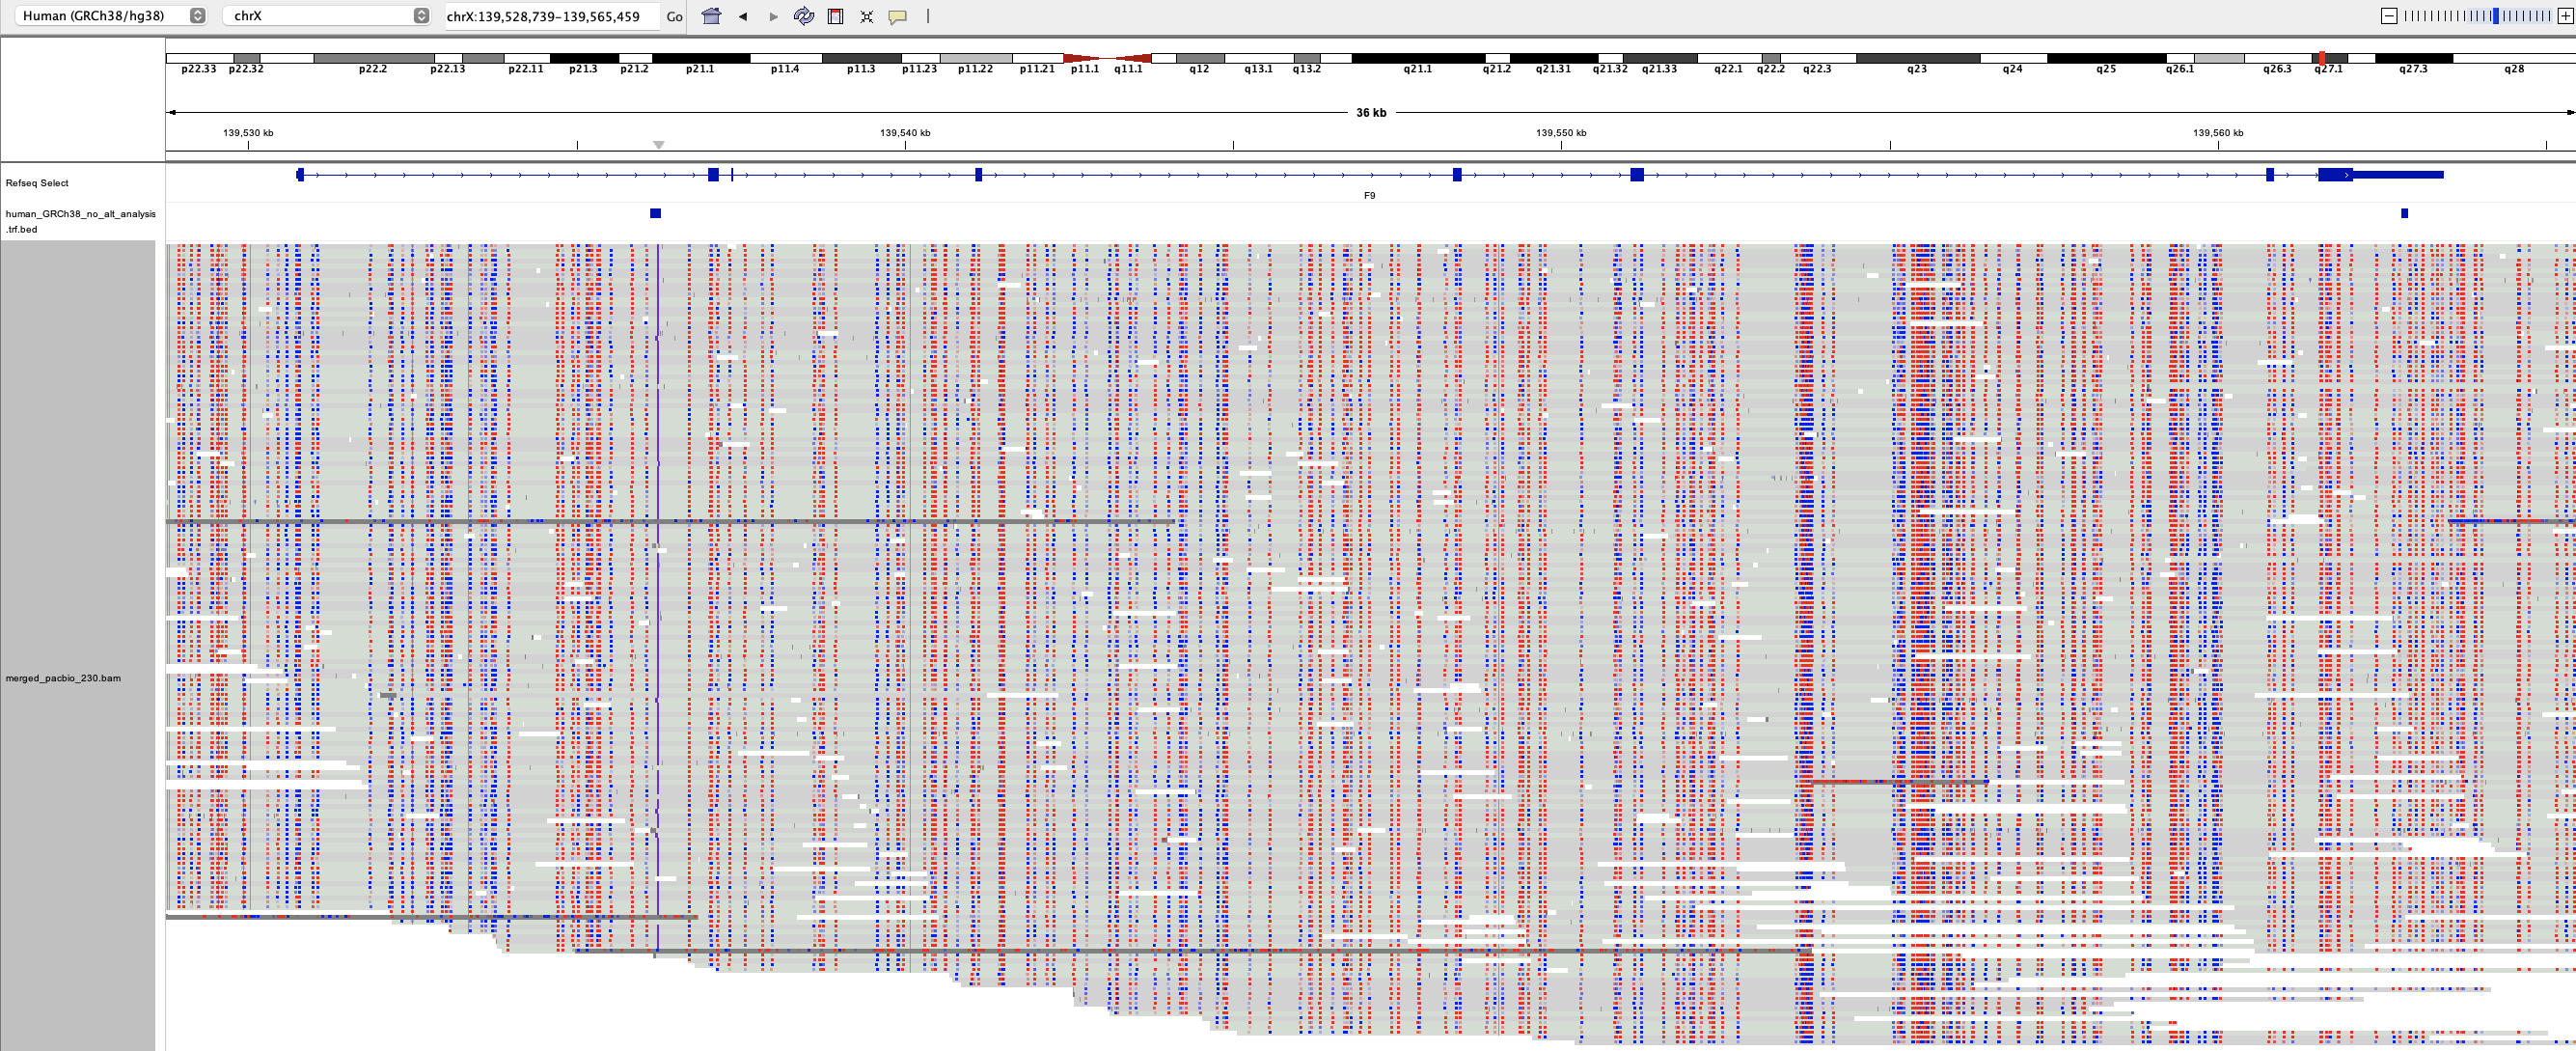 Human (GRCh38/hg38) chrX chrX:139,528,739-139,565,459 Go
p22.33 p22.32 p22.2 p22.13 p22.11 p21.3 p21.2 p21.1 p11.4 p11.3 p11.23 p11.22 p11.21 p11.1 q11.1 q12 q13.1 q13.2 q21.1 q21.2 q21.31 q21.32 q21.33 q22.1 q22.2 q22.3 q23 q24 q25 q26.1 q26.3 q27.1 q27.3 q28
36 kb
139,530 kb 139,540 kb 139,550 kb 139,560 kb
Refseq Select
F9
human_GRCh38_no_alt_analysis
.trf.bed
merged_pacbio_230.bam